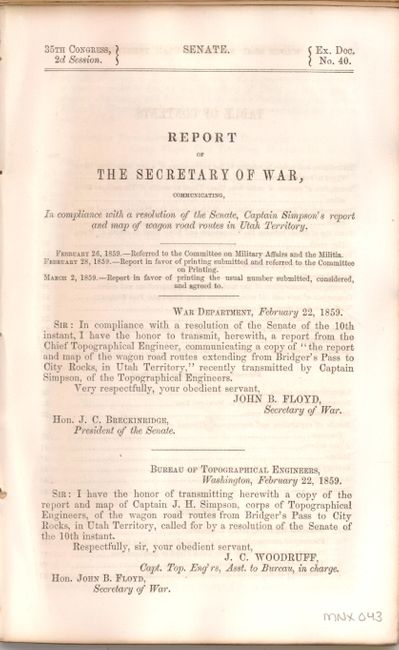 35TH CONGRESS, } SENATE. { Ex. Doc.
2d Session. } { No. 40.
REPORT
OF
THE SECRETARY OF WAR,
COMMUNICATING,
In compliance with a resolution of the Senate, Captain Simpson's report
and map of wagon road routes in Utah Territory.
FEBRUARY 26, 1859.—Referred to the Committee on Military Affairs and the Militia.
FEBRUARY 28, 1859.—Report in favor of printing submitted and referred to the Committee
on Printing.
MARCH 2, 1859.—Report in favor of printing the usual number submitted, considered,
and agreed to.
WAR DEPARTMENT, February 22, 1859.
SIR: In compliance with a resolution of the Senate of the 10th
instant, I have the honor to transmit, herewith, a report from the
Chief Topographical Engineer, communicating a copy of "the report
and map of the wagon road routes extending from Bridger's Pass to
City Rocks, in Utah Territory," recently transmitted by Captain
Simpson, of the Topographical Engineers.
Very respectfully, your obedient servant,
JOHN B. FLOYD,
Secretary of War.
Hon. J. C. BRECKINRIDGE,
President of the Senate.
BUREAU OF TOPOGRAPHICAL ENGINEERS,
Washington, February 22, 1859.
SIR: I have the honor of transmitting herewith a copy of the
report and map of Captain J. H. Simpson, corps of Topographical
Engineers, of the wagon road routes from Bridger's Pass to City
Rocks, in Utah Territory, called for by a resolution of the Senate of
the 10th instant.
Respectfully, sir, your obedient servant,
J. C. WOODRUFF,
Capt. Top. Eng'rs, Asst. to Bureau, in charge.
Hon. JOHN B. FLOYD,
Secretary of War.
MNX 043